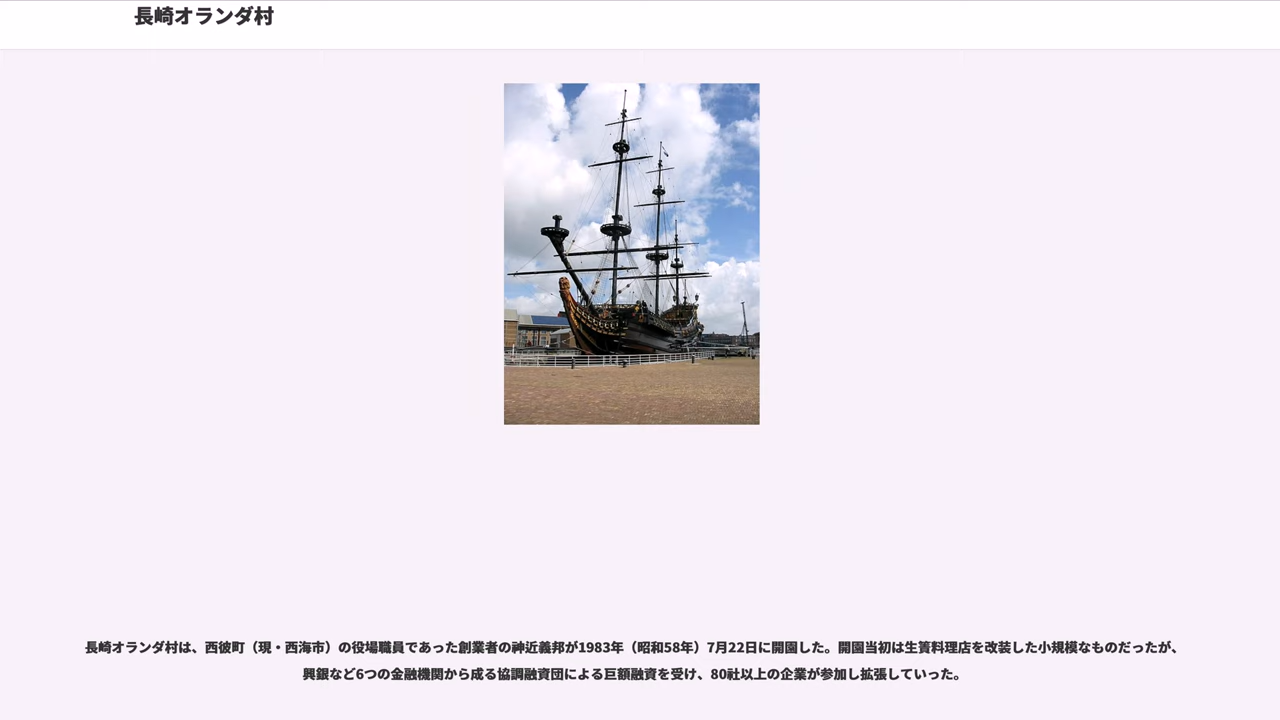 長崎オランダ村
長崎オランダ村は、西彼町（現・西海市）の役場職員であった創業者の神近義邦が1983年（昭和58年）7月22日に開園した。開園当初は生簀料理店を改装した小規模なものだったが、
興銀など6つの金融機関から成る協調融資団による巨額融資を受け、80社以上の企業が参加し拡張していった。